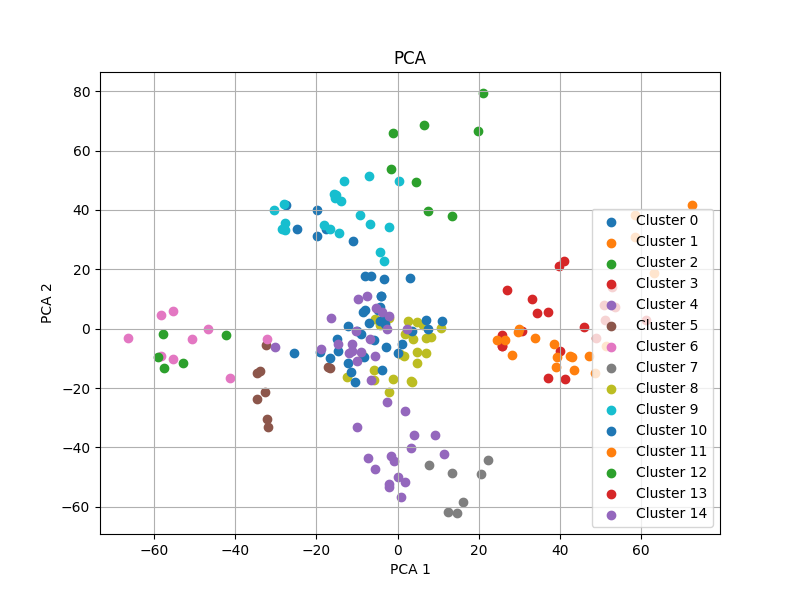 PCA
80
60
40
20
0
−20
−40
−60
PCA 2
−60
−40
−20
0
20
40
60
PCA 1
Cluster 0
Cluster 1
Cluster 2
Cluster 3
Cluster 4
Cluster 5
Cluster 6
Cluster 7
Cluster 8
Cluster 9
Cluster 10
Cluster 11
Cluster 12
Cluster 13
Cluster 14